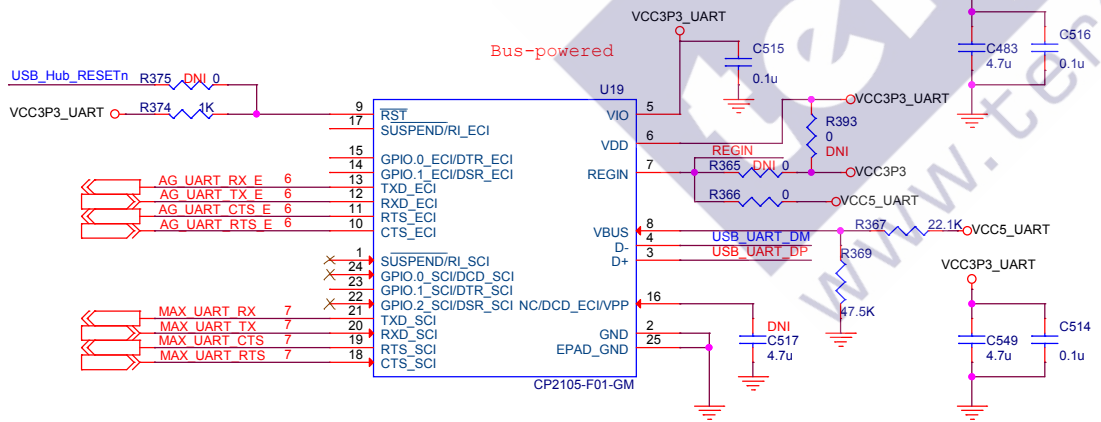 VCC3P3_UART
Bus-powered
C515
0.1u
C483
4.7u
C516
0.1u
USB_Hub_RESETn R375 DNI 0
VCC3P3_UART R374 1K
U19
9 RST
17 SUSPEND/RI_ECI
15 GPIO.0_ECI/DTR_ECI
14 GPIO.1_ECI/DSR_ECI
AG_UART_RX_E 6 13 TXD_ECI
AG_UART_TX_E 6 12 RXD_ECI
AG_UART_CTS_E 6 11 RTS_ECI
AG_UART_RTS_E 6 10 CTS_ECI
1 SUSPEND/RI_SCI
24 GPIO.0_SCI/DCD_SCI
23 GPIO.1_SCI/DTR_SCI
22 GPIO.2_SCI/DSR_SCI
MAX_UART_RX 7 21 TXD_SCI
MAX_UART_TX 7 20 RXD_SCI
MAX_UART_CTS 7 19 RTS_SCI
MAX_UART_RTS 7 18 CTS_SCI
VIO 5
VDD 6
REGIN 7
VBUS 8
D- 4 USB_UART_DM
D+ 3 USB_UART_DP
NC/DCD_ECI/VPP 16
GND 2
EPAD_GND 25
CP2105-F01-GM
VCC3P3_UART
R393
0
DNI
REGIN
R365 DNI 0 VCC3P3
R366 0 VCC5_UART
R367 22.1K VCC5_UART
R369
47.5K
DNI
C517
4.7u
VCC3P3_UART
C549
4.7u
C514
0.1u
www.ter